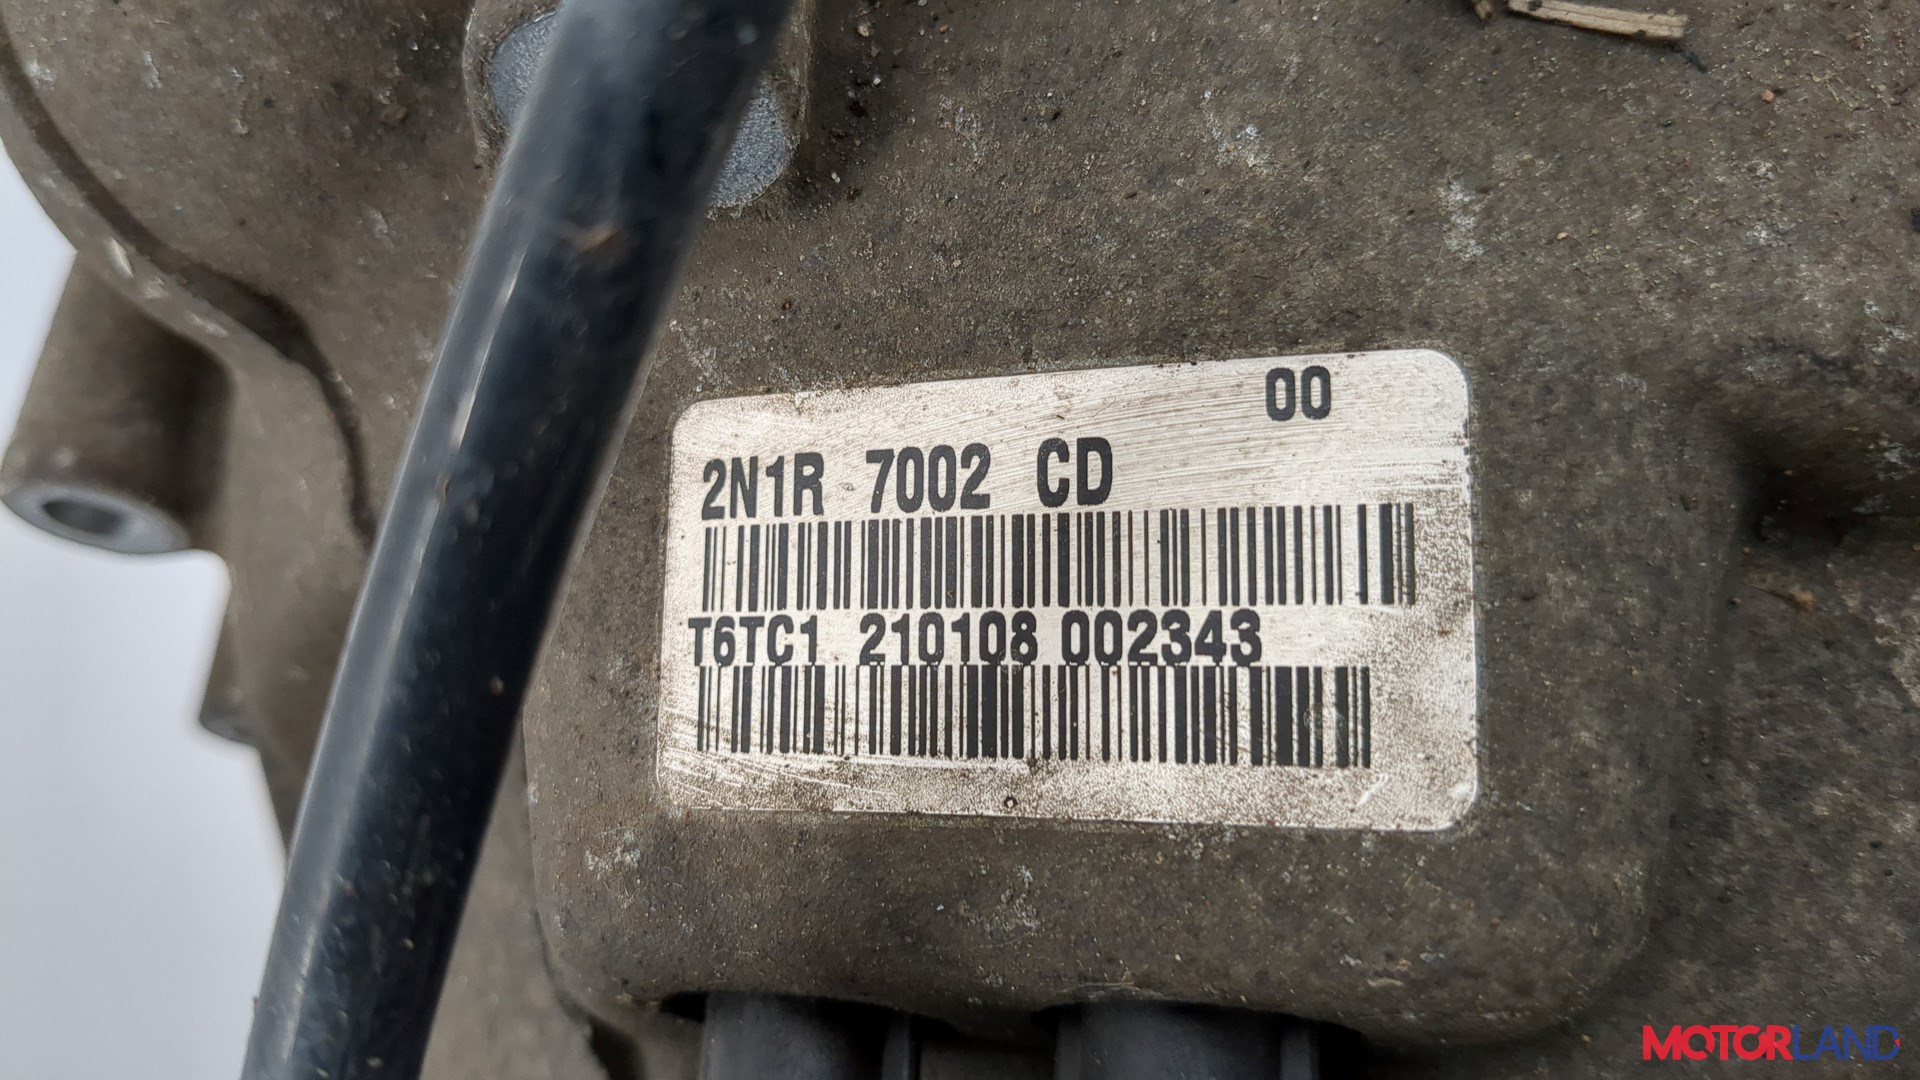 00
2N1R 7002 CD
T6TC1 210108 002343
MOTORLAND